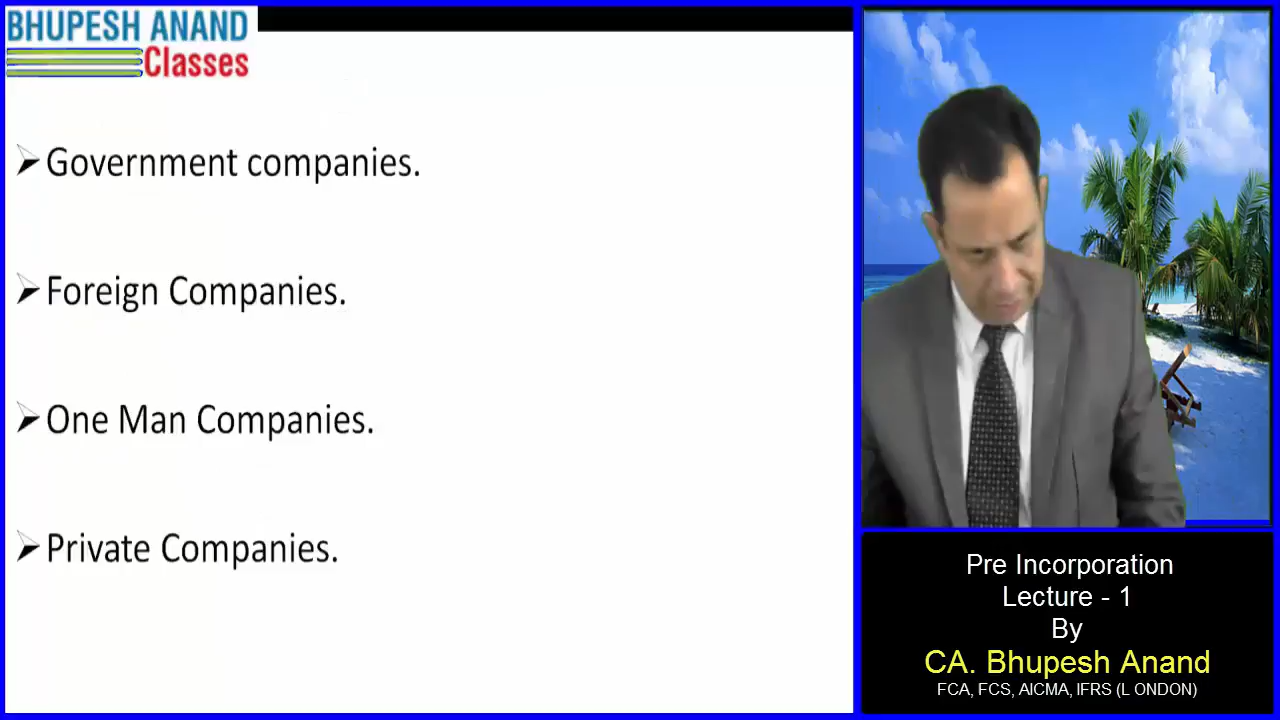 BHUPESH ANAND
Classes
Government companies.
Foreign Companies.
One Man Companies.
Private Companies.
Pre Incorporation
Lecture - 1
By
CA. Bhupesh Anand
FCA, FCS, AICMA, IFRS (L ONDON)